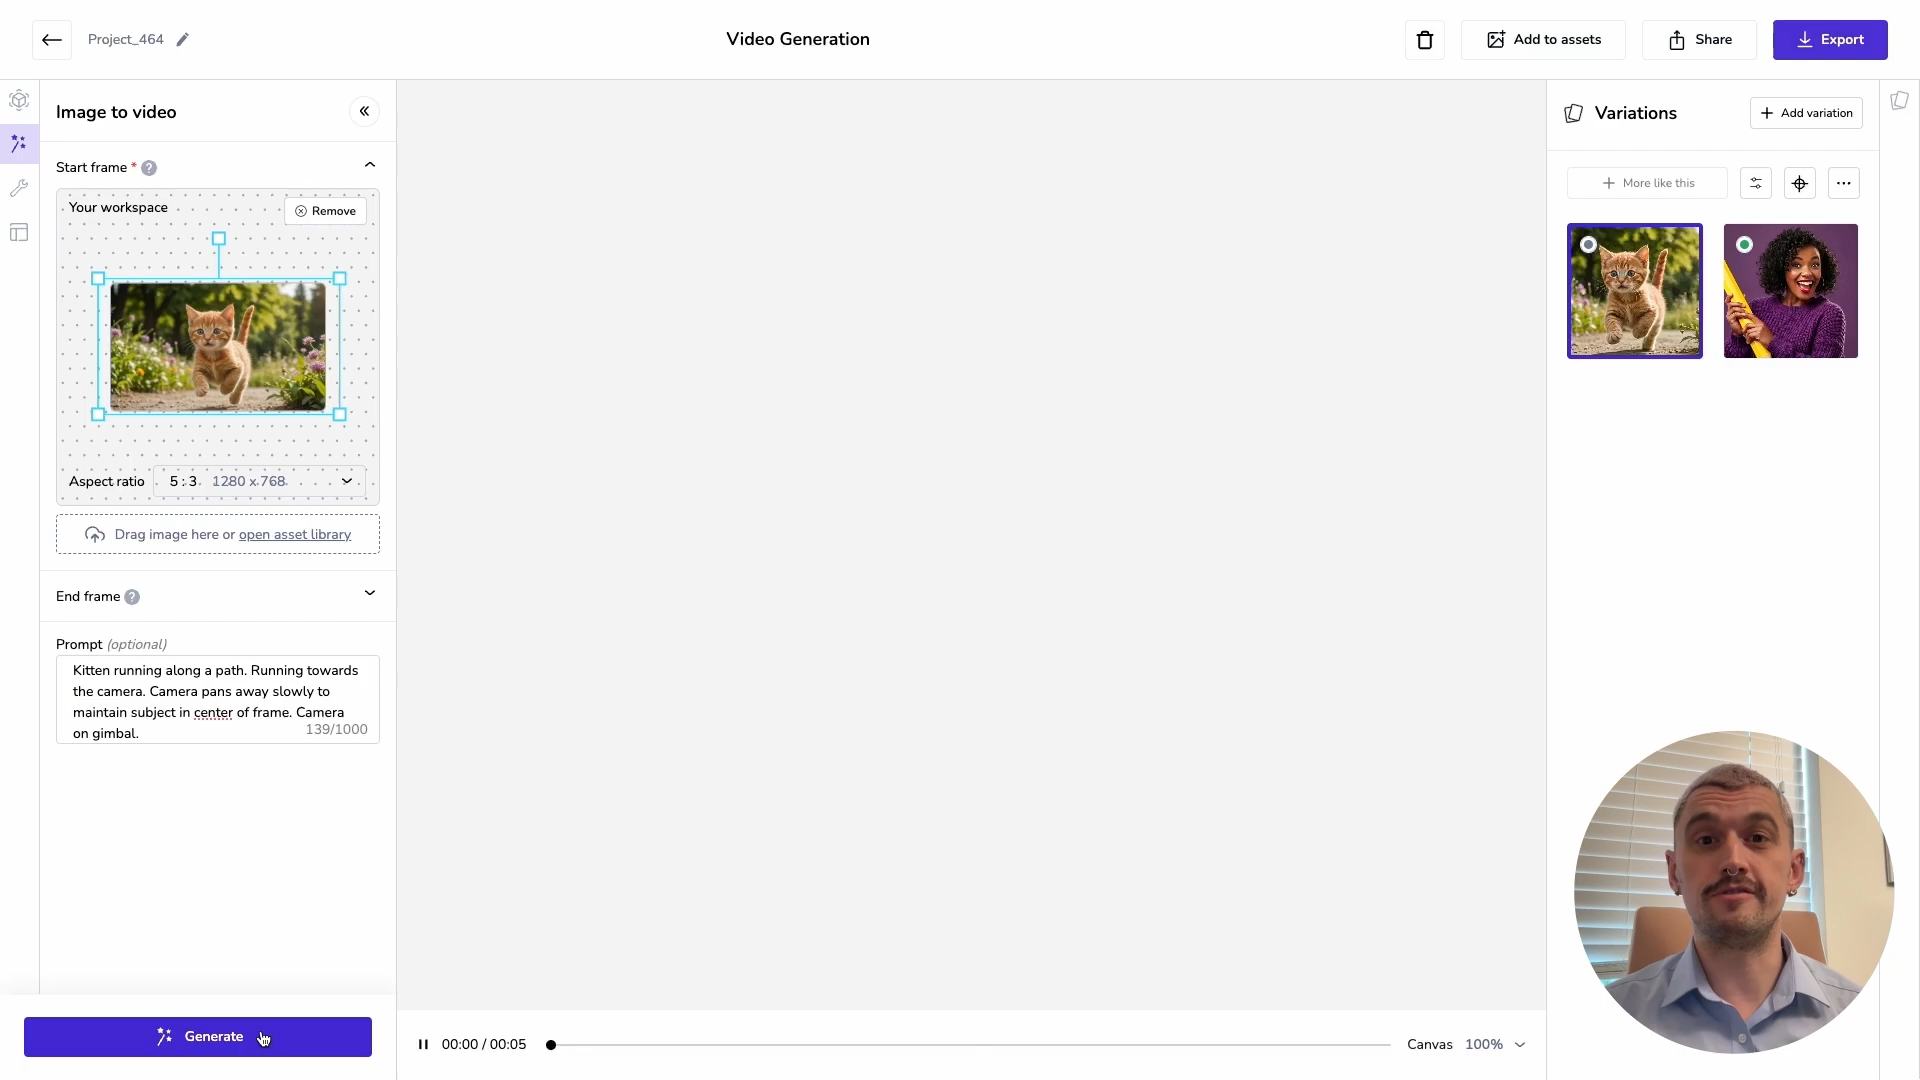 Project_464
Video Generation
Add to assets
Share
Export
Image to video
Start frame * ?
Your workspace
Remove
Aspect ratio 5 : 3 1280 x 768
Drag image here or open asset library
End frame ?
Prompt (optional)
Kitten running along a path. Running towards
the camera. Camera pans away slowly to
maintain subject in center of frame. Camera
on gimbal.
139/1000
Generate
00:00 / 00:05
Canvas 100%
Variations
+ Add variation
+ More like this